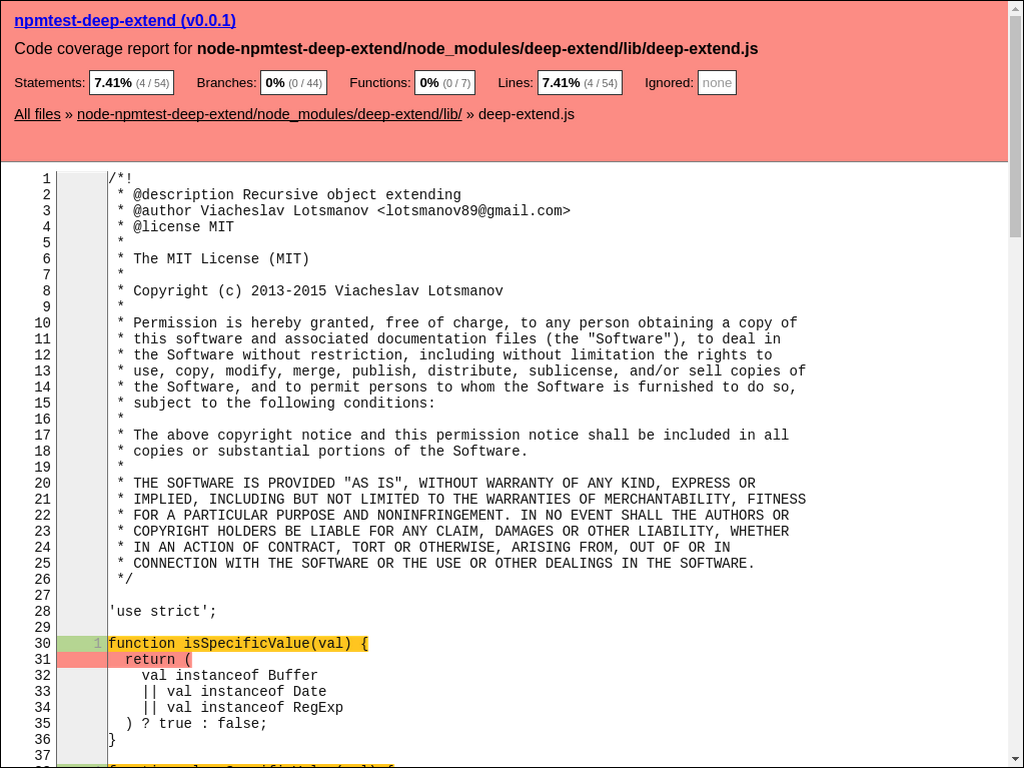 npmtest-deep-extend (v0.0.1)
Code coverage report for node-npmtest-deep-extend/node_modules/deep-extend/lib/deep-extend.js
Statements: 7.41% (4 / 54) Branches: 0% (0 / 44) Functions: 0% (0 / 7) Lines: 7.41% (4 / 54) Ignored: none
All files » node-npmtest-deep-extend/node_modules/deep-extend/lib/ » deep-extend.js
1 /*!
2 * @description Recursive object extending
3 * @author Viacheslav Lotsmanov <lotsmanov89@gmail.com>
4 * @license MIT
5 *
6 * The MIT License (MIT)
7 *
8 * Copyright (c) 2013-2015 Viacheslav Lotsmanov
9 *
10 * Permission is hereby granted, free of charge, to any person obtaining a copy of
11 * this software and associated documentation files (the "Software"), to deal in
12 * the Software without restriction, including without limitation the rights to
13 * use, copy, modify, merge, publish, distribute, sublicense, and/or sell copies of
14 * the Software, and to permit persons to whom the Software is furnished to do so,
15 * subject to the following conditions:
16 *
17 * The above copyright notice and this permission notice shall be included in all
18 * copies or substantial portions of the Software.
19 *
20 * THE SOFTWARE IS PROVIDED "AS IS", WITHOUT WARRANTY OF ANY KIND, EXPRESS OR
21 * IMPLIED, INCLUDING BUT NOT LIMITED TO THE WARRANTIES OF MERCHANTABILITY, FITNESS
22 * FOR A PARTICULAR PURPOSE AND NONINFRINGEMENT. IN NO EVENT SHALL THE AUTHORS OR
23 * COPYRIGHT HOLDERS BE LIABLE FOR ANY CLAIM, DAMAGES OR OTHER LIABILITY, WHETHER
24 * IN AN ACTION OF CONTRACT, TORT OR OTHERWISE, ARISING FROM, OUT OF OR IN
25 * CONNECTION WITH THE SOFTWARE OR THE USE OR OTHER DEALINGS IN THE SOFTWARE.
26 */
27
28 'use strict';
29
30 1 function isSpecificValue(val) {
31 return (
32 val instanceof Buffer
33 || val instanceof Date
34 || val instanceof RegExp
35 ) ? true : false;
36 }
37